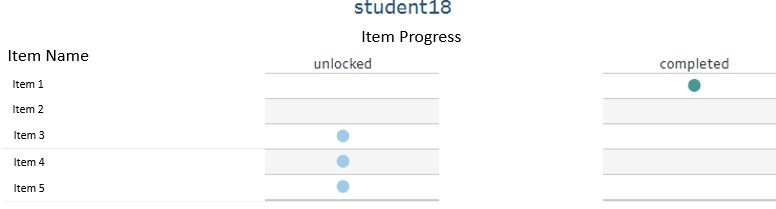 student18
Item Progress
Item Name
unlocked completed
Item 1
Item 2
Item 3
Item 4
Item 5